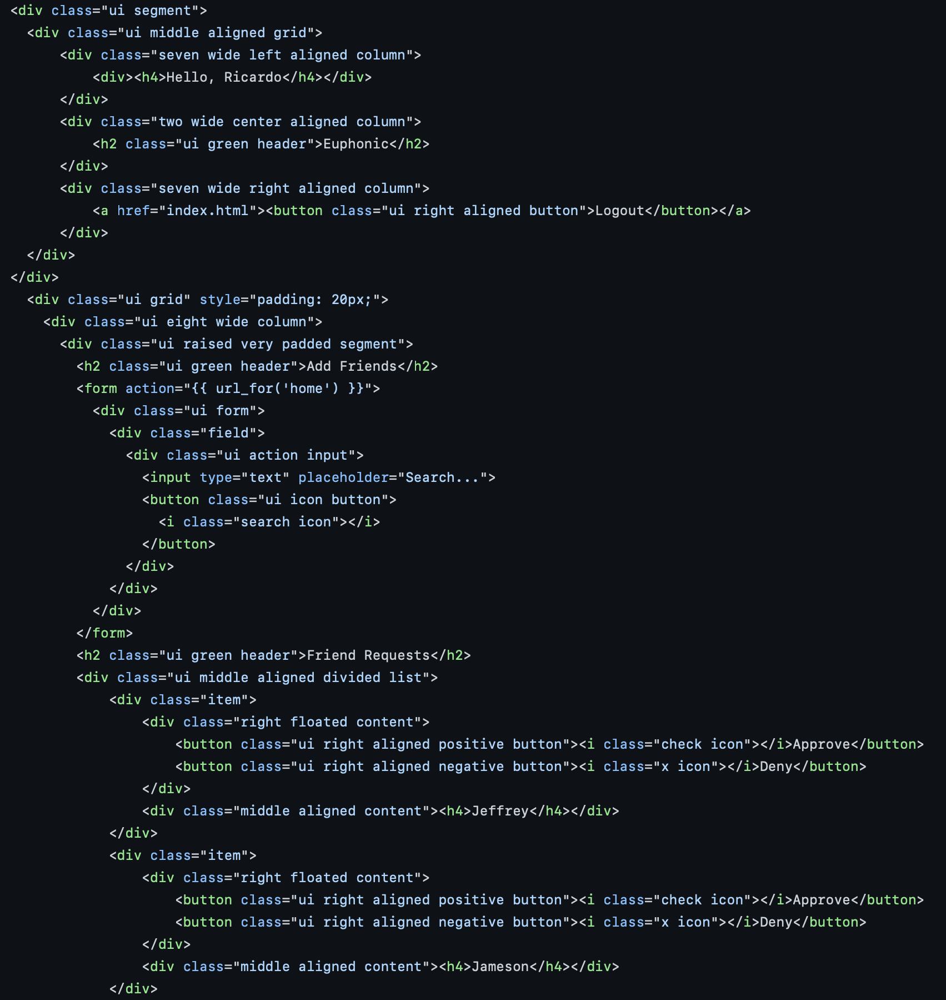 <div class="ui segment">
  <div class="ui middle aligned grid">
      <div class="seven wide left aligned column">
          <div><h4>Hello, Ricardo</h4></div>
      </div>
      <div class="two wide center aligned column">
          <h2 class="ui green header">Euphonic</h2>
      </div>
      <div class="seven wide right aligned column">
          <a href="index.html"><button class="ui right aligned button">Logout</button></a>
      </div>
  </div>
</div>
  <div class="ui grid" style="padding: 20px;">
    <div class="ui eight wide column">
      <div class="ui raised very padded segment">
        <h2 class="ui green header">Add Friends</h2>
        <form action="{{ url_for('home') }}">
          <div class="ui form">
            <div class="field">
              <div class="ui action input">
                <input type="text" placeholder="Search...">
                <button class="ui icon button">
                  <i class="search icon"></i>
                </button>
              </div>
            </div>
          </div>
        </form>
        <h2 class="ui green header">Friend Requests</h2>
        <div class="ui middle aligned divided list">
            <div class="item">
                <div class="right floated content">
                    <button class="ui right aligned positive button"><i class="check icon"></i>Approve</button>
                    <button class="ui right aligned negative button"><i class="x icon"></i>Deny</button>
                </div>
                <div class="middle aligned content"><h4>Jeffrey</h4></div>
            </div>
            <div class="item">
                <div class="right floated content">
                    <button class="ui right aligned positive button"><i class="check icon"></i>Approve</button>
                    <button class="ui right aligned negative button"><i class="x icon"></i>Deny</button>
                </div>
                <div class="middle aligned content"><h4>Jameson</h4></div>
            </div>